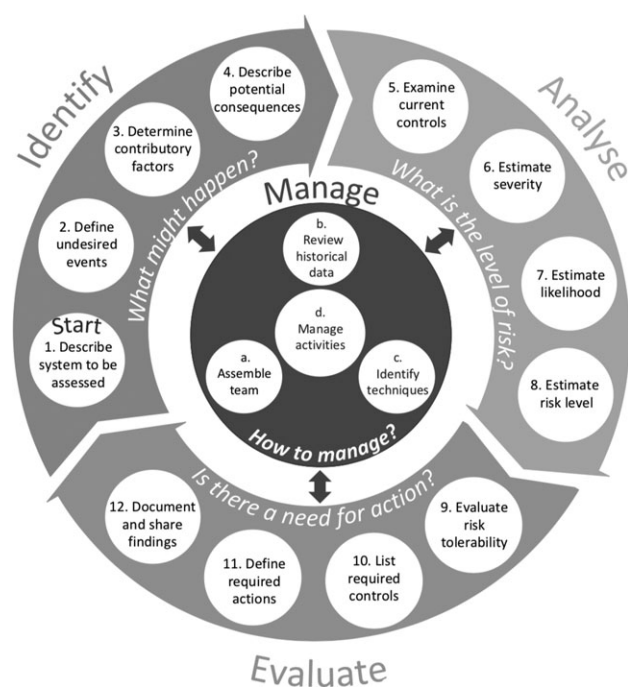 Identify
What might happen?
Start
1. Describe
system to be
assessed
2. Define
undesired
events
3. Determine
contributory
factors
4. Describe
potential
consequences
Analyse
What is the level of risk?
5. Examine
current
controls
6. Estimate
severity
7. Estimate
likelihood
8. Estimate
risk level
Evaluate
Is there a need for action?
9. Evaluate
risk
tolerability
10. List
required
controls
11. Define
required
actions
12. Document
and share
findings
Manage
How to manage?
a.
Assemble
team
b.
Review
historical
data
c.
Identify
techniques
d.
Manage
activities